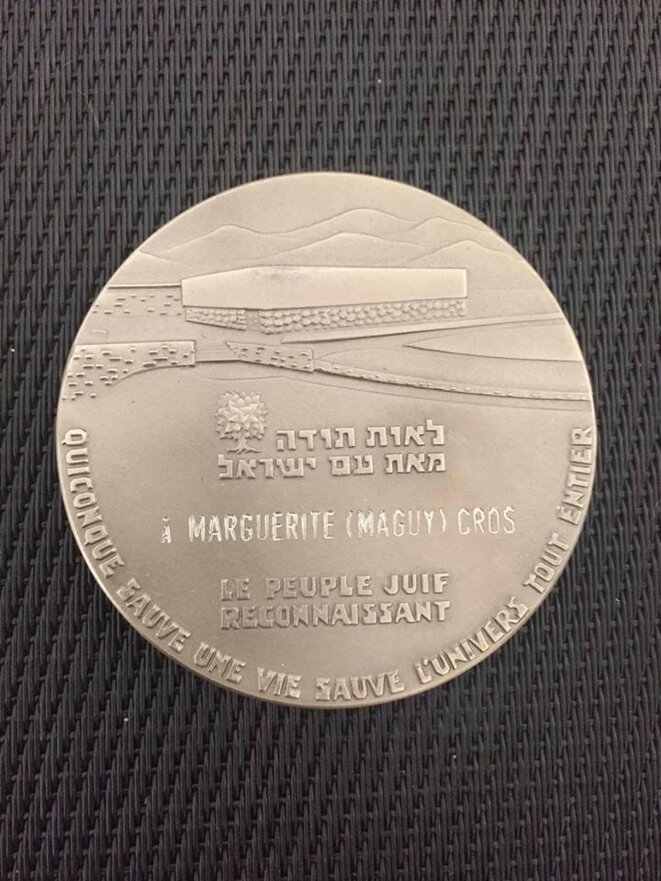 לאות תודה
מאת עם ישראל
À MARGUERITE (MAGUY) CROS
LE PEUPLE JUIF
RECONNAISSANT
QUICONQUE SAUVE UNE VIE SAUVE L'UNIVERS TOUT ENTIER